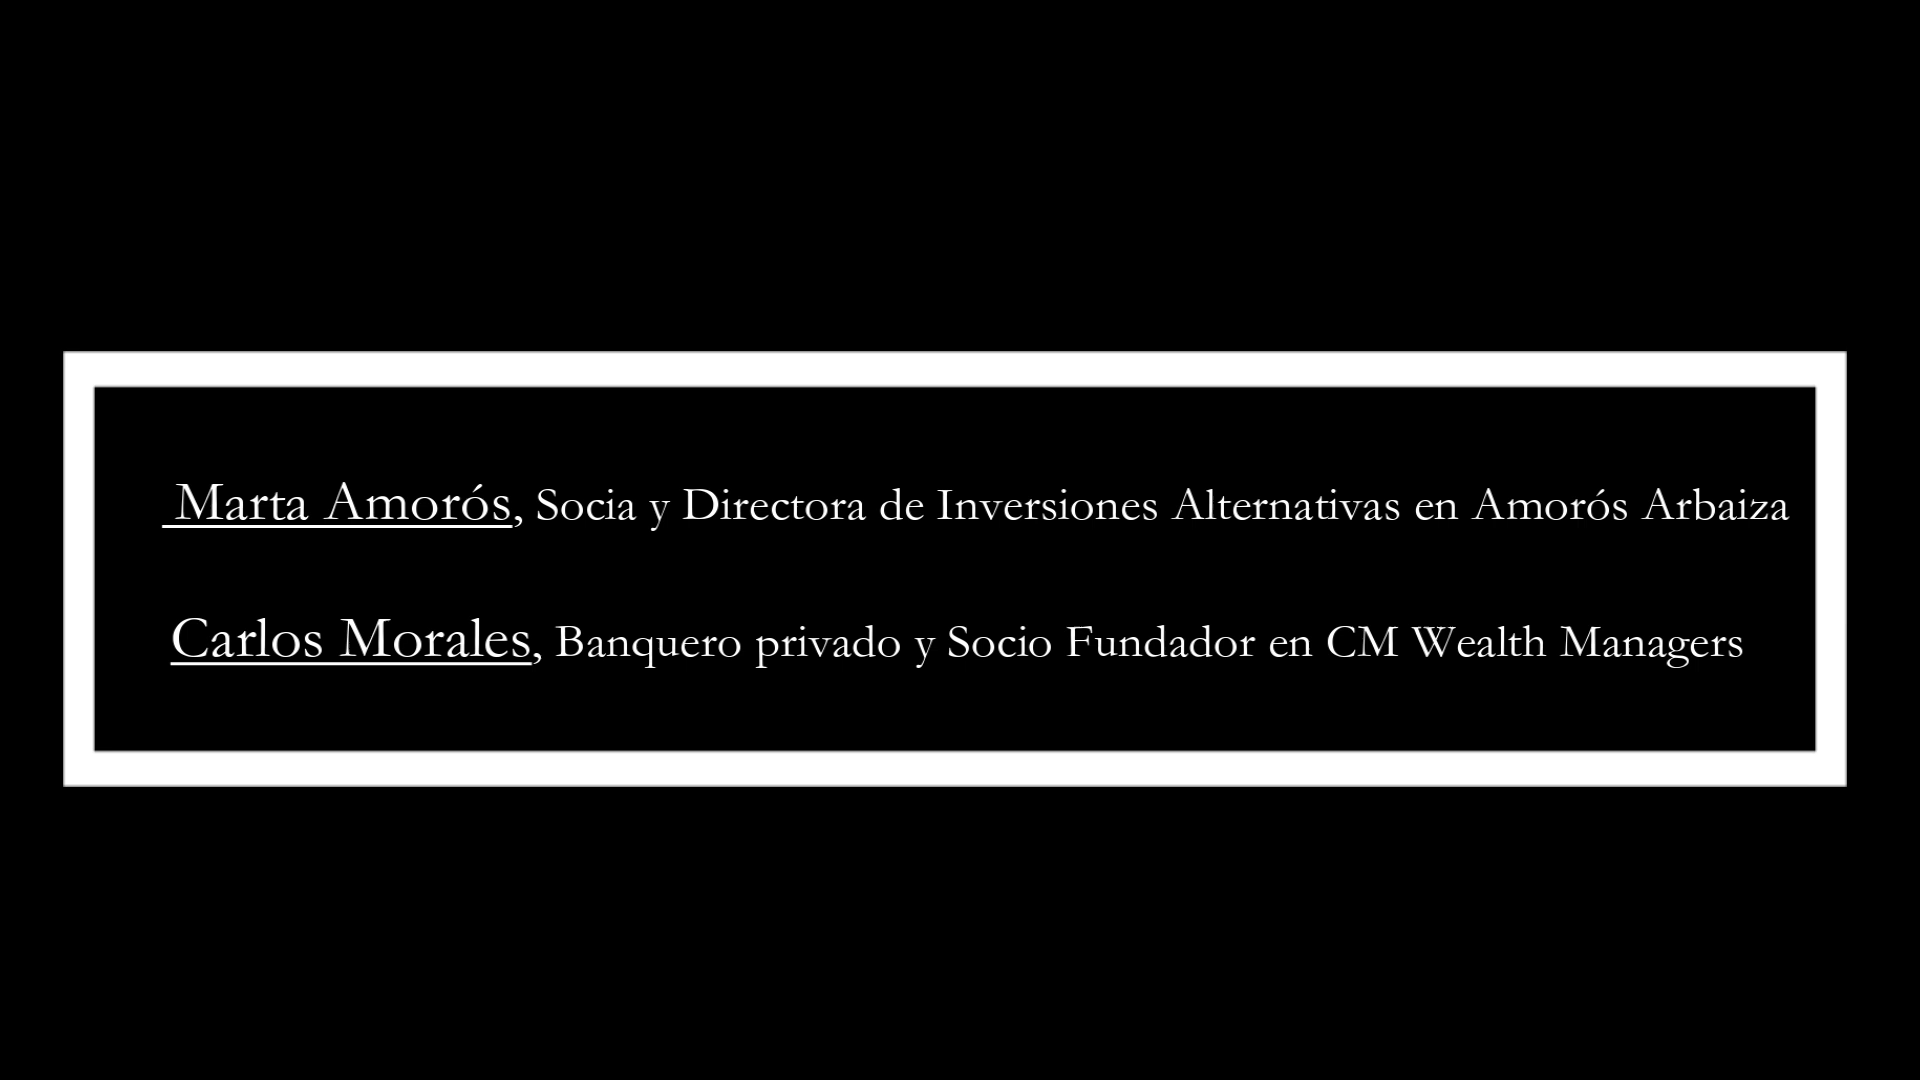 Marta Amorós, Socia y Directora de Inversiones Alternativas en Amorós Arbaiza
Carlos Morales, Banquero privado y Socio Fundador en CM Wealth Managers